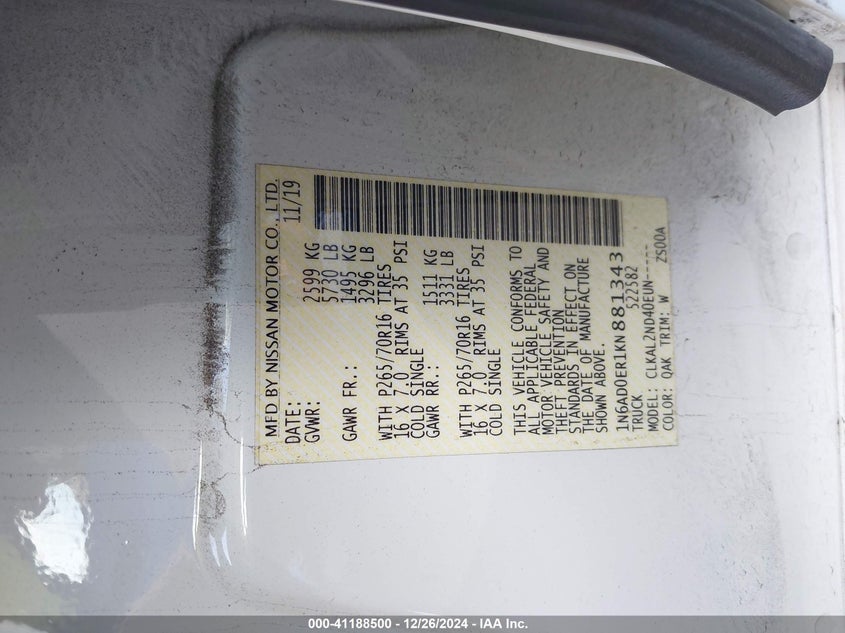 MFD BY NISSAN MOTOR CO., LTD.
DATE: 11/19
GVWR: 2599 KG
5730 LB
GAWR FR.: 1495 KG
3296 LB
WITH P265/70R16 TIRES
16 X 7.0 RIMS AT 35 PSI
COLD SINGLE
GAWR RR.: 1511 KG
3331 LB
WITH P265/70R16 TIRES
16 X 7.0 RIMS AT 35 PSI
COLD SINGLE
THIS VEHICLE CONFORMS TO
ALL APPLICABLE FEDERAL
MOTOR VEHICLE SAFETY AND
THEFT PREVENTION
STANDARDS IN EFFECT ON
THE DATE OF MANUFACTURE
SHOWN ABOVE.
1N6AD0ER1KN881343
TRUCK 522582
MODEL: CLKAL2ND4DEUN-----
COLOR: QAK TRIM: W ZS00A
000-41188500 - 12/26/2024 - IAA Inc.